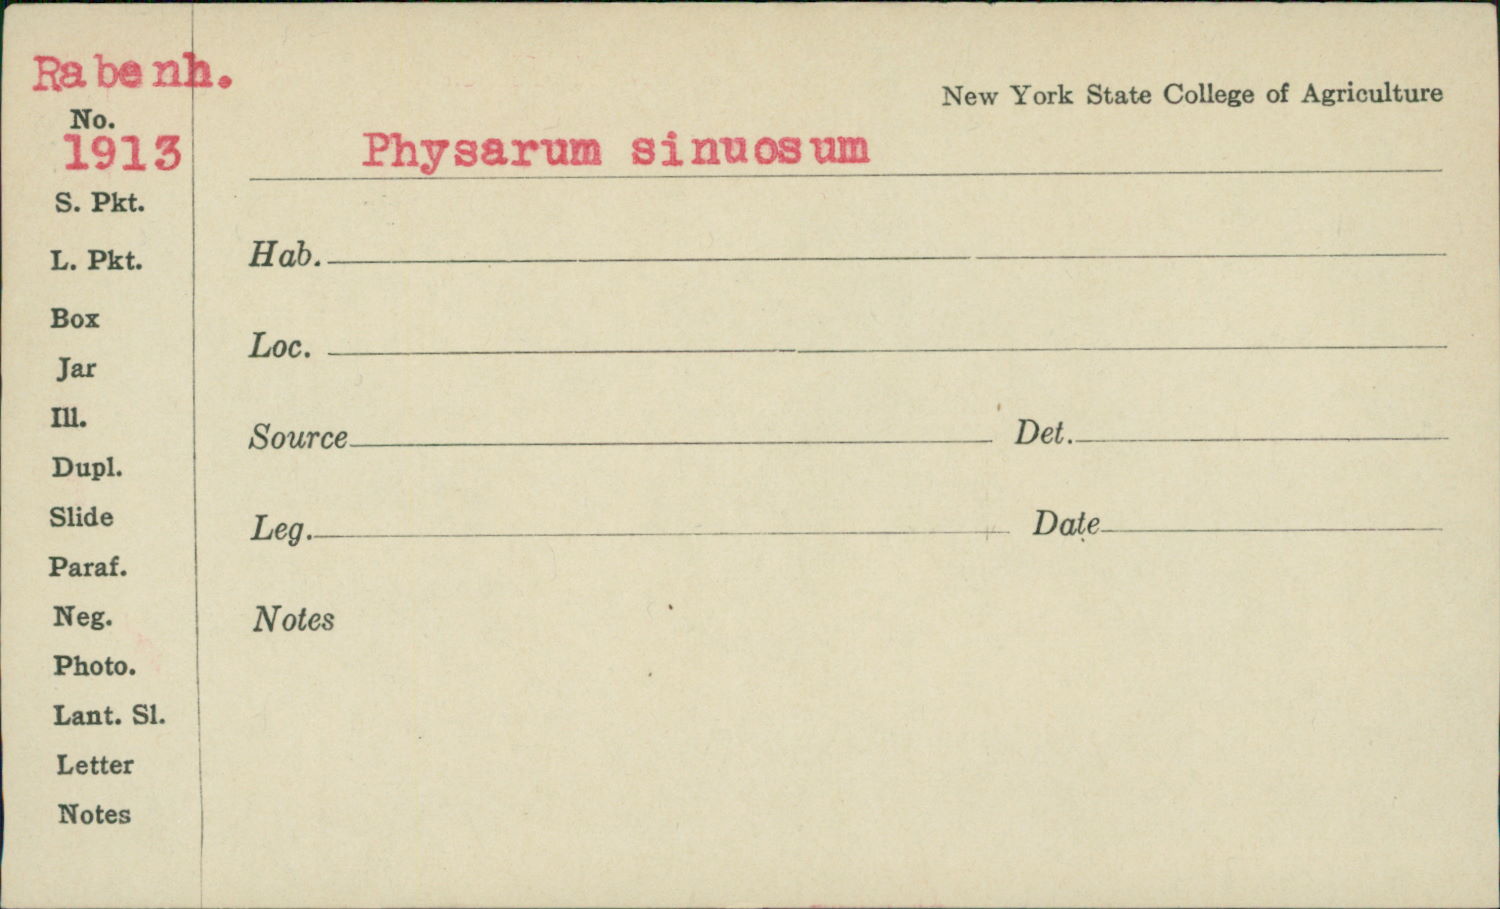 Rabenh.
No.
1913
S. Pkt.
L. Pkt.
Box
Jar
Ill.
Dupl.
Slide
Paraf.
Neg.
Photo.
Lant. Sl.
Letter
Notes
New York State College of Agriculture
Physarum sinuosum
Hab.
Loc.
Source Det.
Leg. Date
Notes